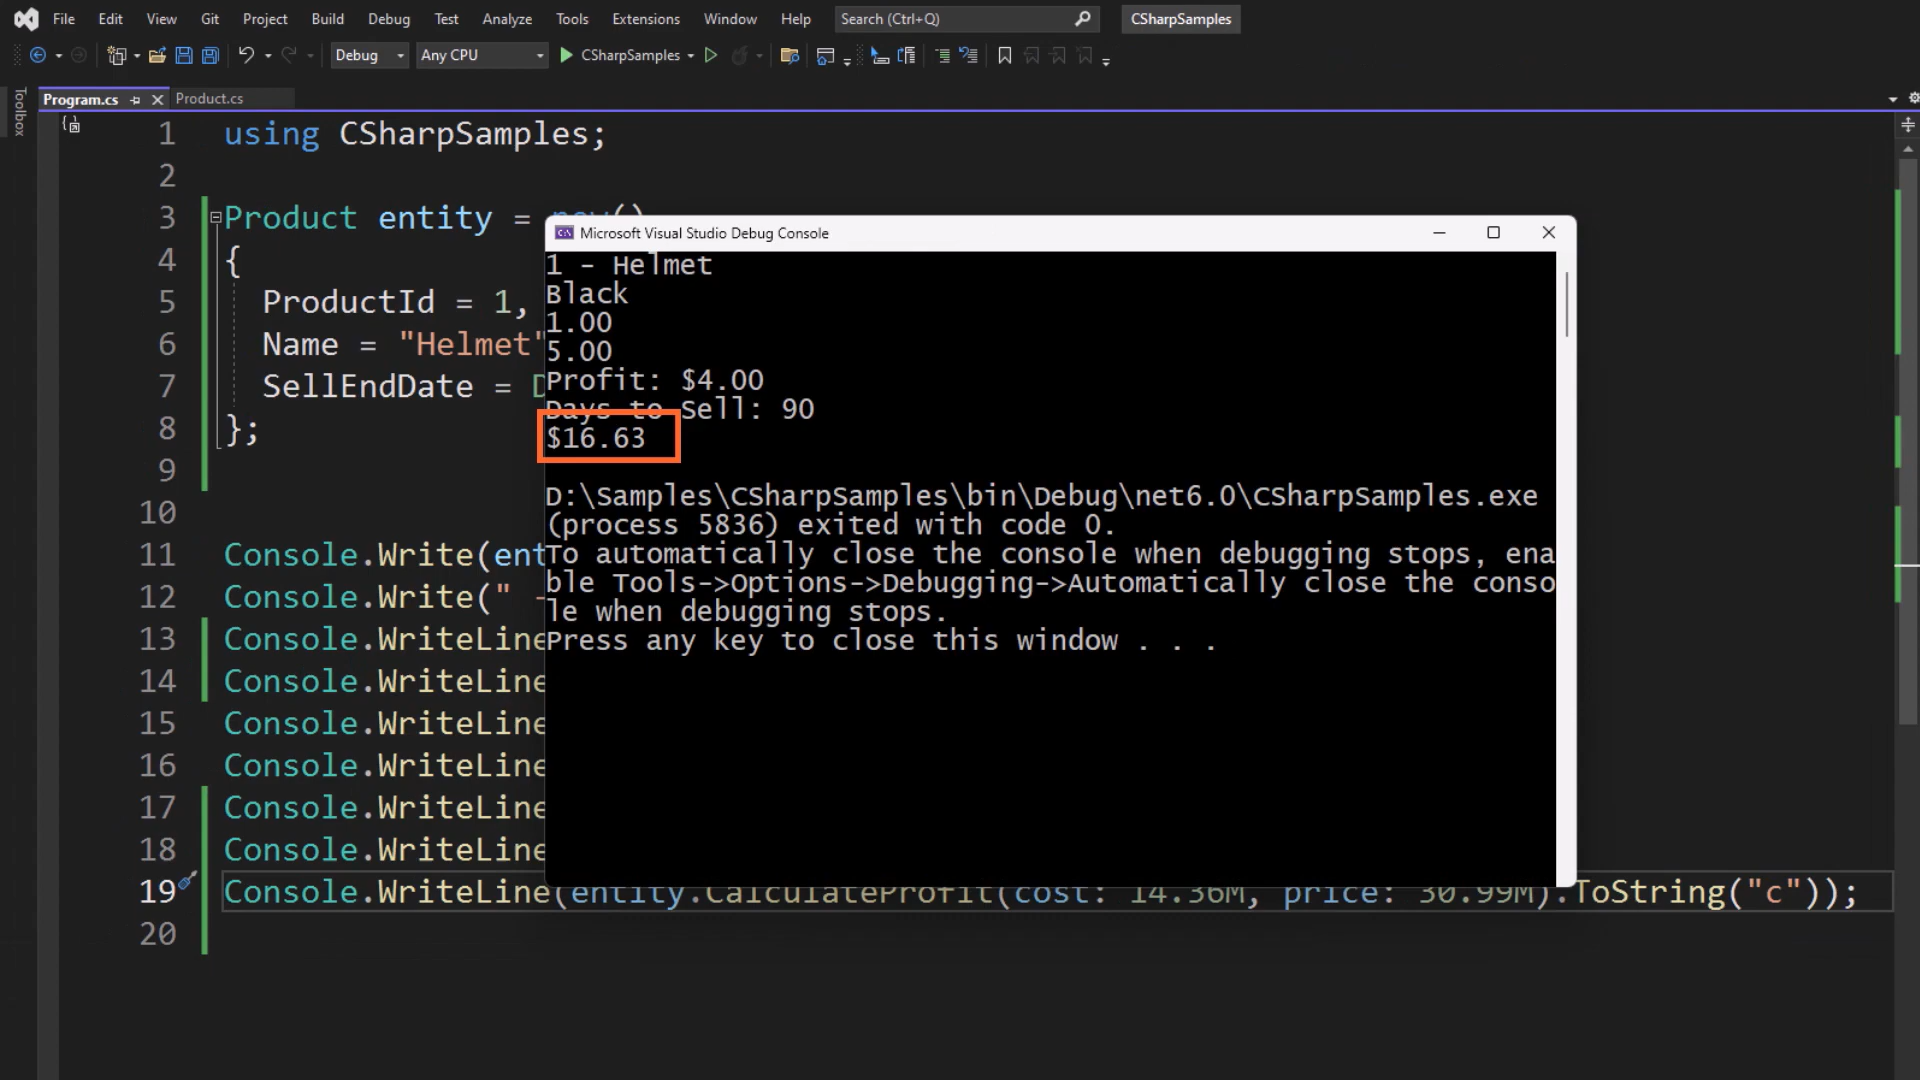 File Edit View Git Project Build Debug Test Analyze Tools Extensions Window Help Search (Ctrl+Q) CSharpSamples
Debug Any CPU CSharpSamples
Toolbox
Program.cs Product.cs
1 using CSharpSamples;
2
3 Product entity = new()
4 {
5 ProductId = 1,
6 Name = "Helmet"
7 SellEndDate = D
8 };
9
10
11 Console.Write(ent
12 Console.Write(" -
13 Console.WriteLine
14 Console.WriteLine
15 Console.WriteLine
16 Console.WriteLine
17 Console.WriteLine
18 Console.WriteLine
19 Console.WriteLine(entity.CalculateProfit(cost: 14.36M, price: 30.99M).ToString("c"));
20
Microsoft Visual Studio Debug Console
1 - Helmet
Black
1.00
5.00
Profit: $4.00
Days to Sell: 90
$16.63
D:\Samples\CSharpSamples\bin\Debug\net6.0\CSharpSamples.exe
(process 5836) exited with code 0.
To automatically close the console when debugging stops, ena
ble Tools->Options->Debugging->Automatically close the conso
le when debugging stops.
Press any key to close this window . . .